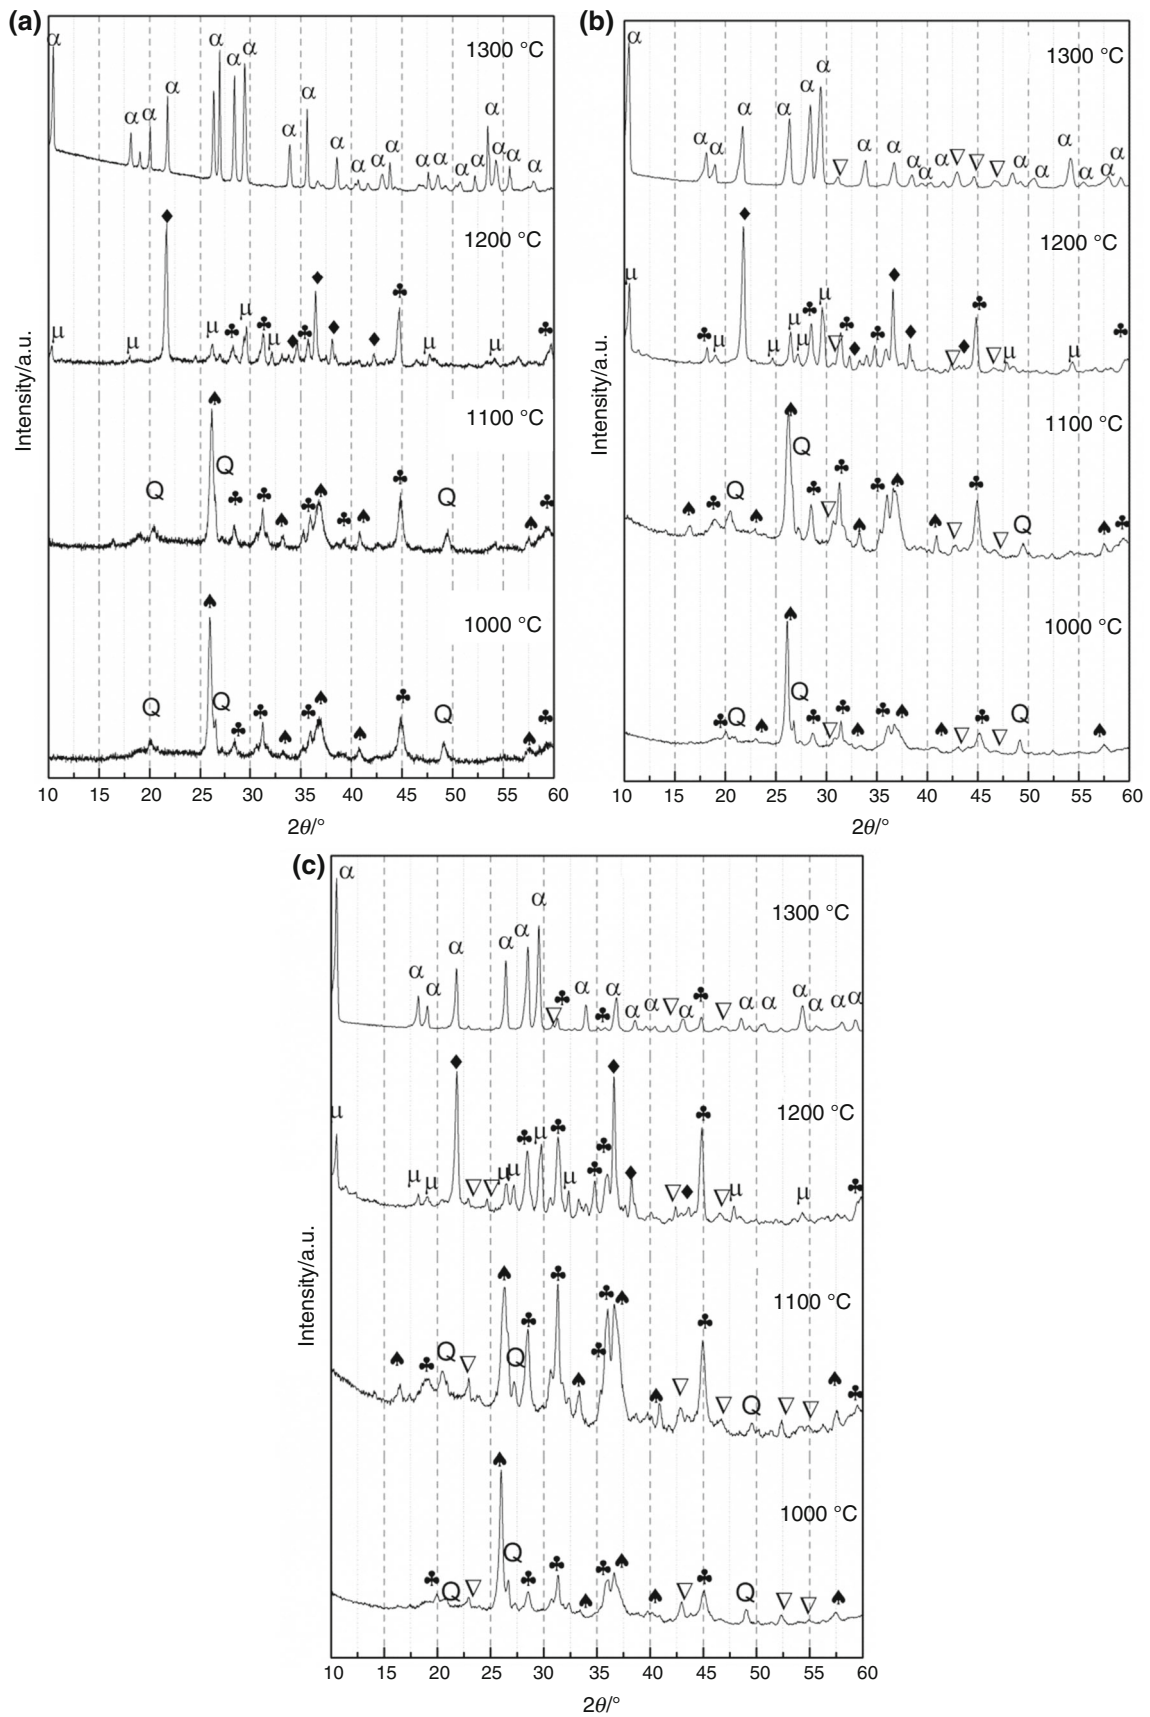 (a)
1300 °C
α α α α α α α α α α α α α α α α α α α
1200 °C
μ μ ♦ μ ♣ μ ♣ μ ♦ ♣ ♦ ♦ ♦ ♣ μ μ ♣
1100 °C
Q ♠ Q ♣ ♣ ♠ ♣ ♠ ♣ ♠ ♣ Q ♠ ♣
1000 °C
Q ♠ Q ♣ ♣ ♠ ♣ ♠ ♠ ♣ Q ♠ ♣
Intensity/a.u.
10 15 20 25 30 35 40 45 50 55 60
2θ/°
(b)
1300 °C
α α α α α α α ▽ α α α α α ▽ ▽ ▽ α α α α α α
1200 °C
μ ♣ μ ♦ μ μ μ ♣ μ ▽ ♣ ♦ ♣ ♦ ♦ ▽ ♦ ♣ ▽ μ μ ♣
1100 °C
♠ ♣ Q ♠ ♠ Q ♣ ▽ ♣ ♠ ♣ ♠ ♠ ▽ ♣ ▽ Q ♠ ♣
1000 °C
♣ Q ♠ ♠ Q ♣ ▽ ♣ ♠ ♣ ♠ ♠ ▽ ♣ ▽ Q ♠
Intensity/a.u.
10 15 20 25 30 35 40 45 50 55 60
2θ/°
(c)
1300 °C
α α α α α α α ▽ ♣ α ♣ α α α ▽ α ♣ ▽ α α α α α α
1200 °C
μ μ μ ♦ ▽ ▽ μ μ ♣ μ ♣ μ ♣ ♣ ♦ ♦ ▽ ♦ ♣ ▽ μ μ ♣
1100 °C
♠ ♣ Q ▽ ♠ Q ♣ ♣ ♠ ♣ ♣ ♠ ♠ ▽ ♣ ▽ Q ▽ ▽ ♠ ♣
1000 °C
♣ Q ▽ ♠ Q ♣ ♣ ♠ ♣ ♠ ♠ ▽ ♣ Q ▽ ▽ ♠
Intensity/a.u.
10 15 20 25 30 35 40 45 50 55 60
2θ/°